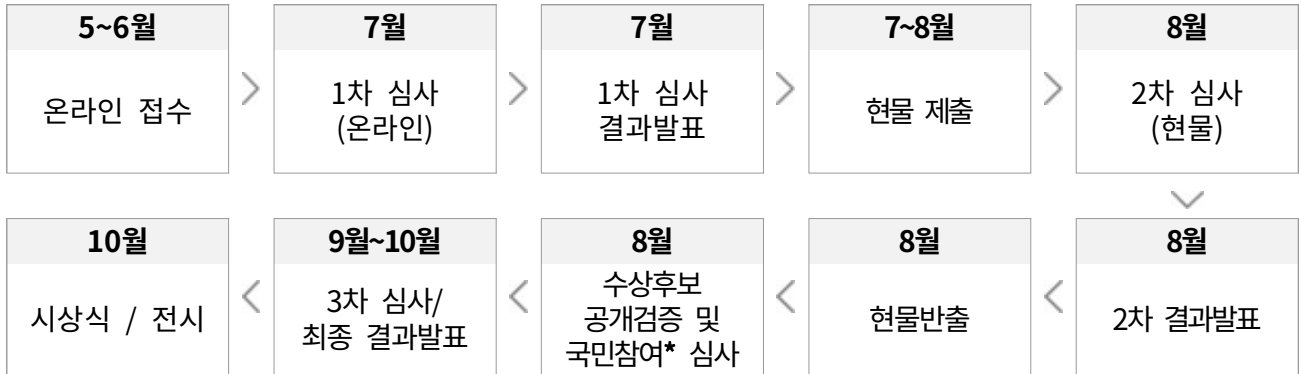 5~6월
온라인 접수
7월
1차 심사
(온라인)
7월
1차 심사
결과발표
7~8월
현물 제출
8월
2차 심사
(현물)
8월
2차 결과발표
8월
현물반출
8월
수상후보
공개검증 및
국민참여* 심사
9월~10월
3차 심사/
최종 결과발표
10월
시상식 / 전시